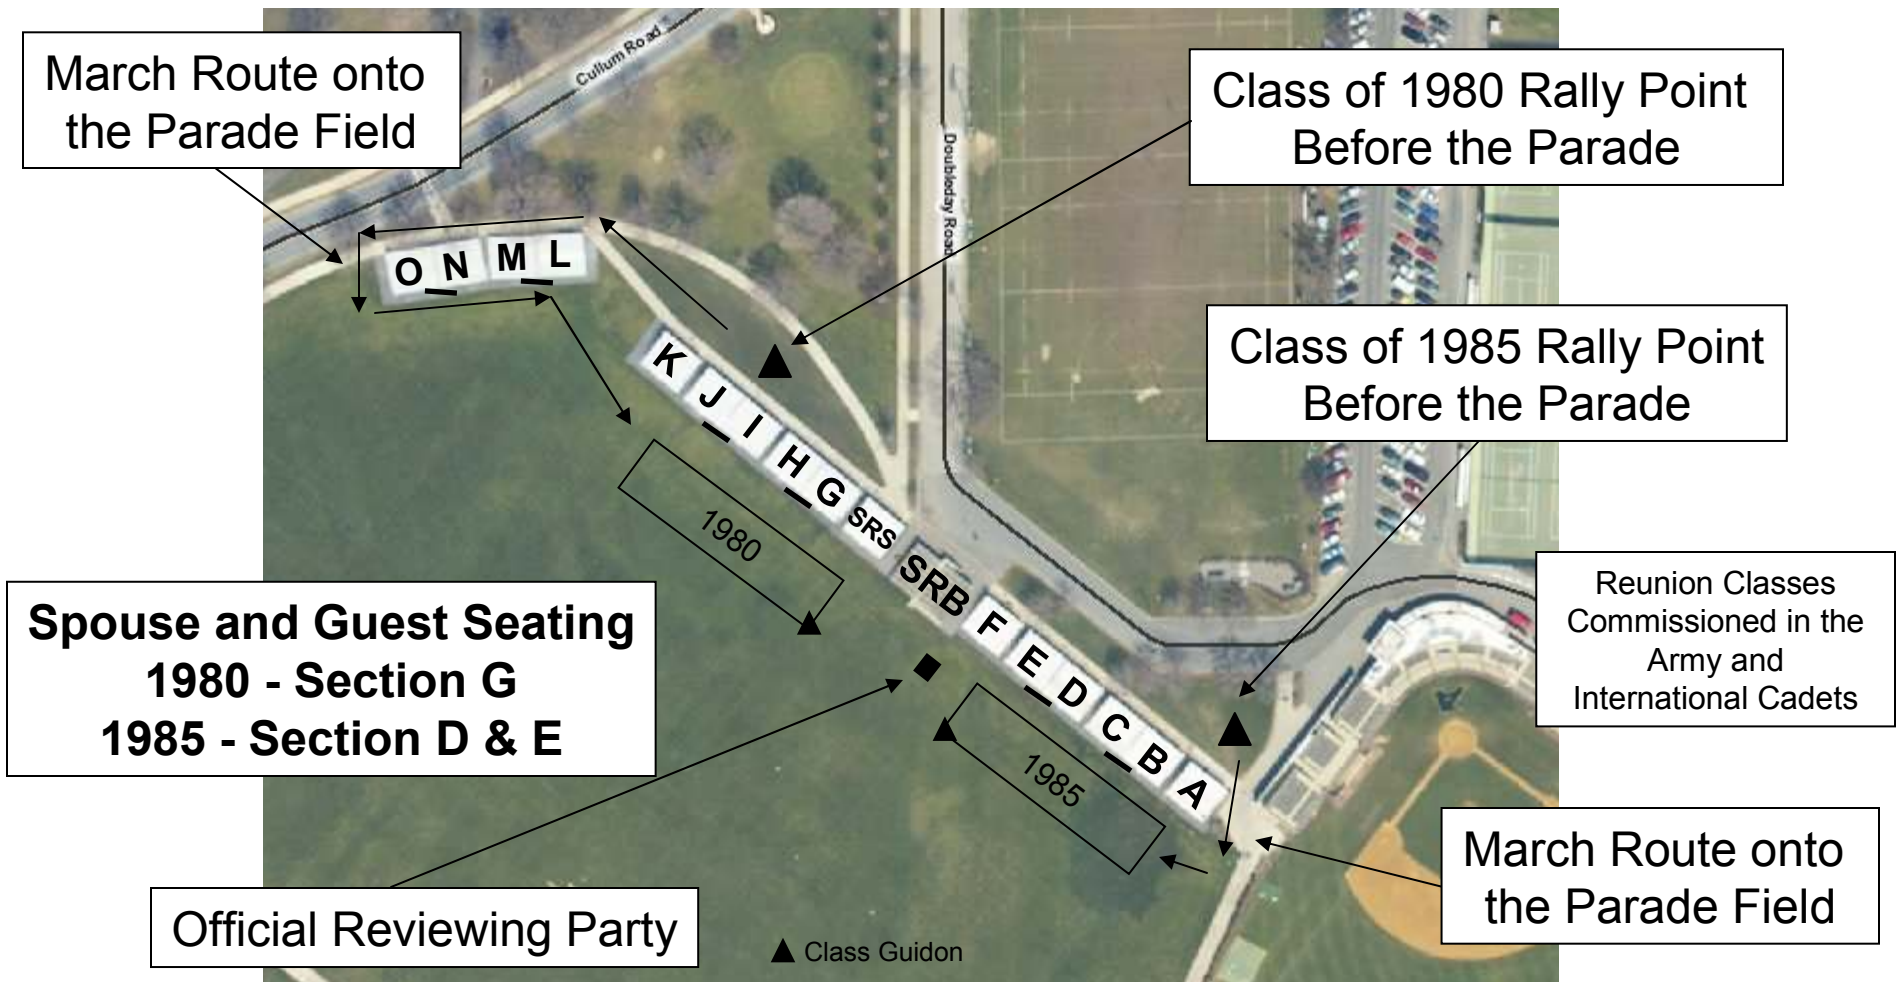 March Route onto
the Parade Field
Cullum Road
Class of 1980 Rally Point
Before the Parade
Doubleday Road
O N M L
K J I H G SRS SRB F E D C B A
Class of 1985 Rally Point
Before the Parade
1980
1985
Spouse and Guest Seating
1980 - Section G
1985 - Section D & E
Reunion Classes
Commissioned in the
Army and
International Cadets
March Route onto
the Parade Field
Official Reviewing Party
Class Guidon